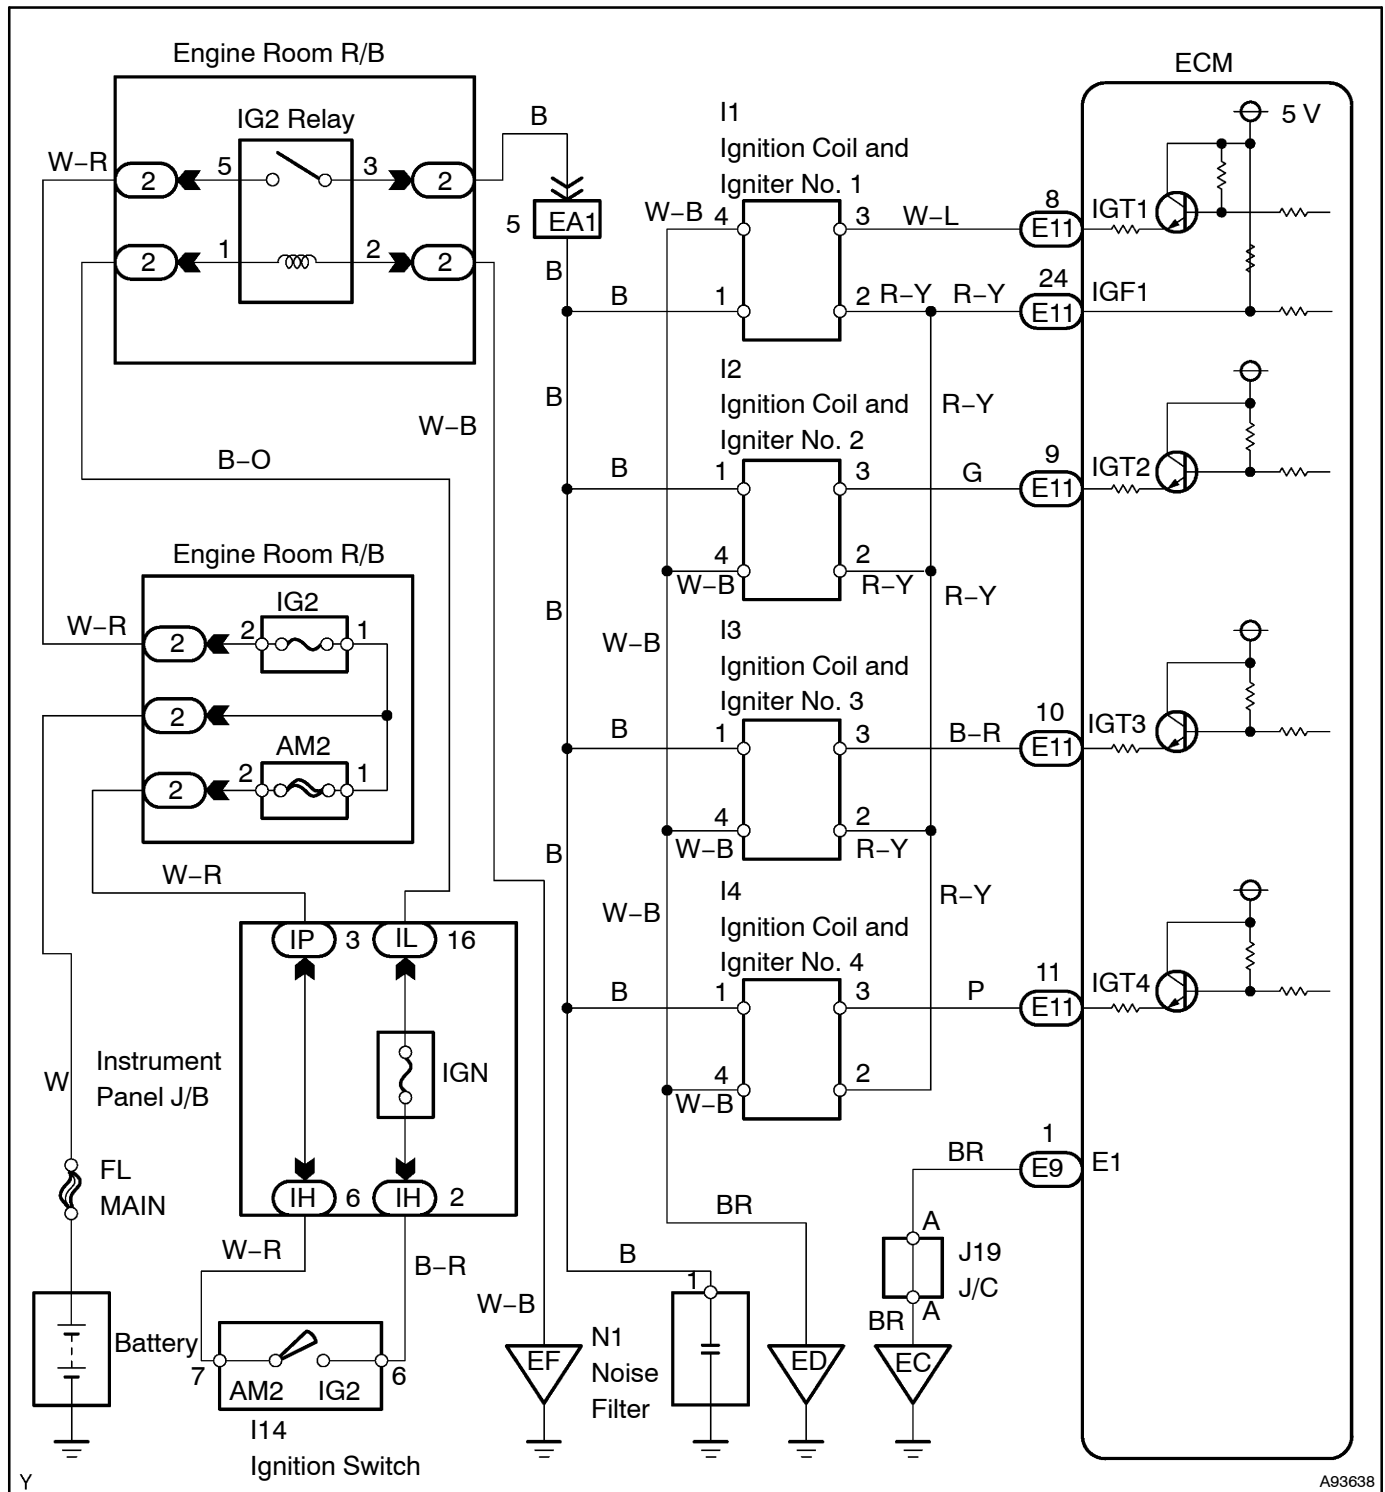 Engine Room R/B
ECM
IG2 Relay
5 V
B
I1
Ignition Coil and
Igniter No. 1
W–R
2
5
3
2
W–B
4
3
W–L
8
E11
IGT1
5
EA1
2
1
2
2
B
B
1
2
R–Y
R–Y
24
E11
IGF1
I2
Ignition Coil and
Igniter No. 2
B
R–Y
W–B
B–O
B
1
3
G
9
E11
IGT2
Engine Room R/B
4
2
W–B
R–Y
R–Y
IG2
B
W–R
2
2
1
I3
Ignition Coil and
Igniter No. 3
W–B
2
AM2
B
1
3
B–R
10
E11
IGT3
2
2
1
4
2
W–B
R–Y
B
W–R
I4
Ignition Coil and
Igniter No. 4
W–B
R–Y
IP
3
IL
16
B
1
3
P
11
E11
IGT4
Instrument
Panel J/B
W
IGN
4
2
W–B
1
E9
E1
BR
FL
MAIN
IH
6
IH
2
BR
A
J19
J/C
A
BR
W–R
B–R
B
1
W–B
Battery
7
AM2
IG2
6
EF
N1
Noise
Filter
ED
EC
I14
Ignition Switch
Y
A93638